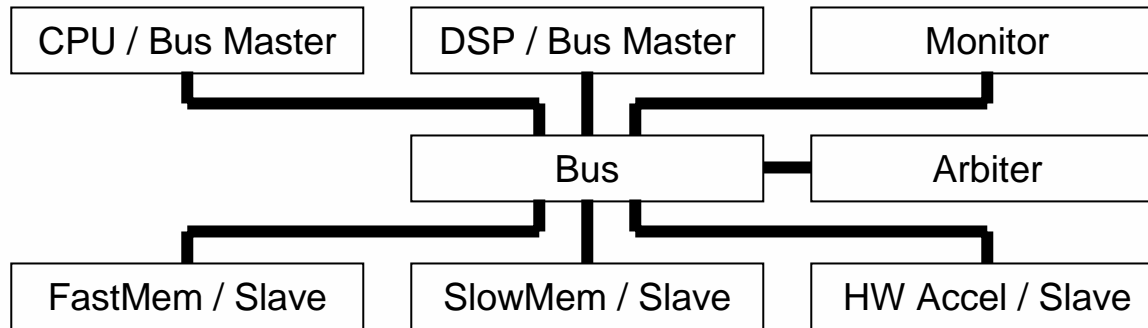 CPU / Bus Master
DSP / Bus Master
Monitor
Bus
Arbiter
FastMem / Slave
SlowMem / Slave
HW Accel / Slave